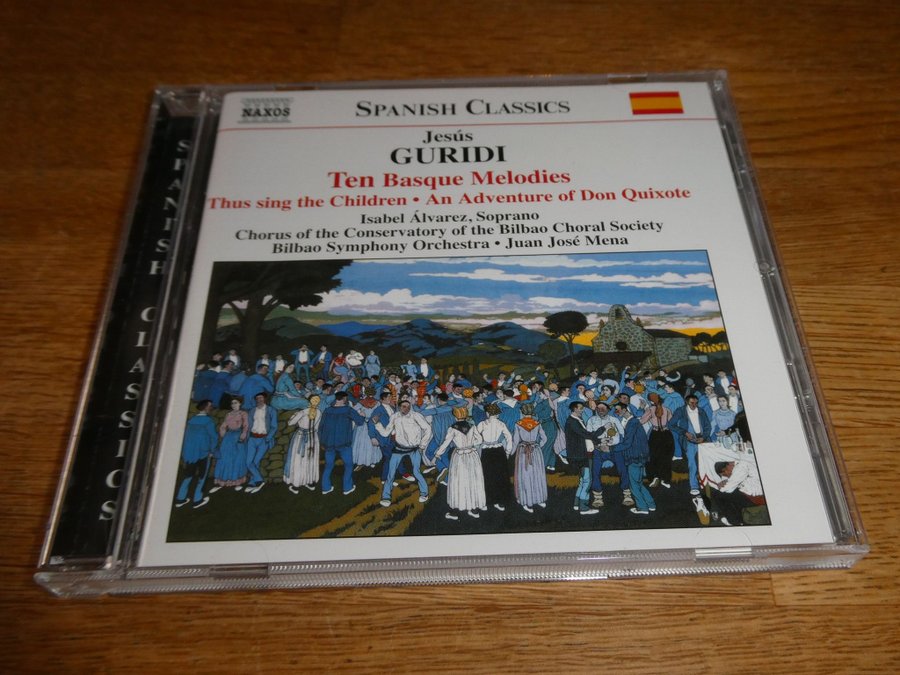 NAXOS
SPANISH CLASSICS
Jesús
GURIDI
Ten Basque Melodies
Thus sing the Children • An Adventure of Don Quixote
Isabel Álvarez, Soprano
Chorus of the Conservatory of the Bilbao Choral Society
Bilbao Symphony Orchestra • Juan José Mena
SPANISH CLASSICS